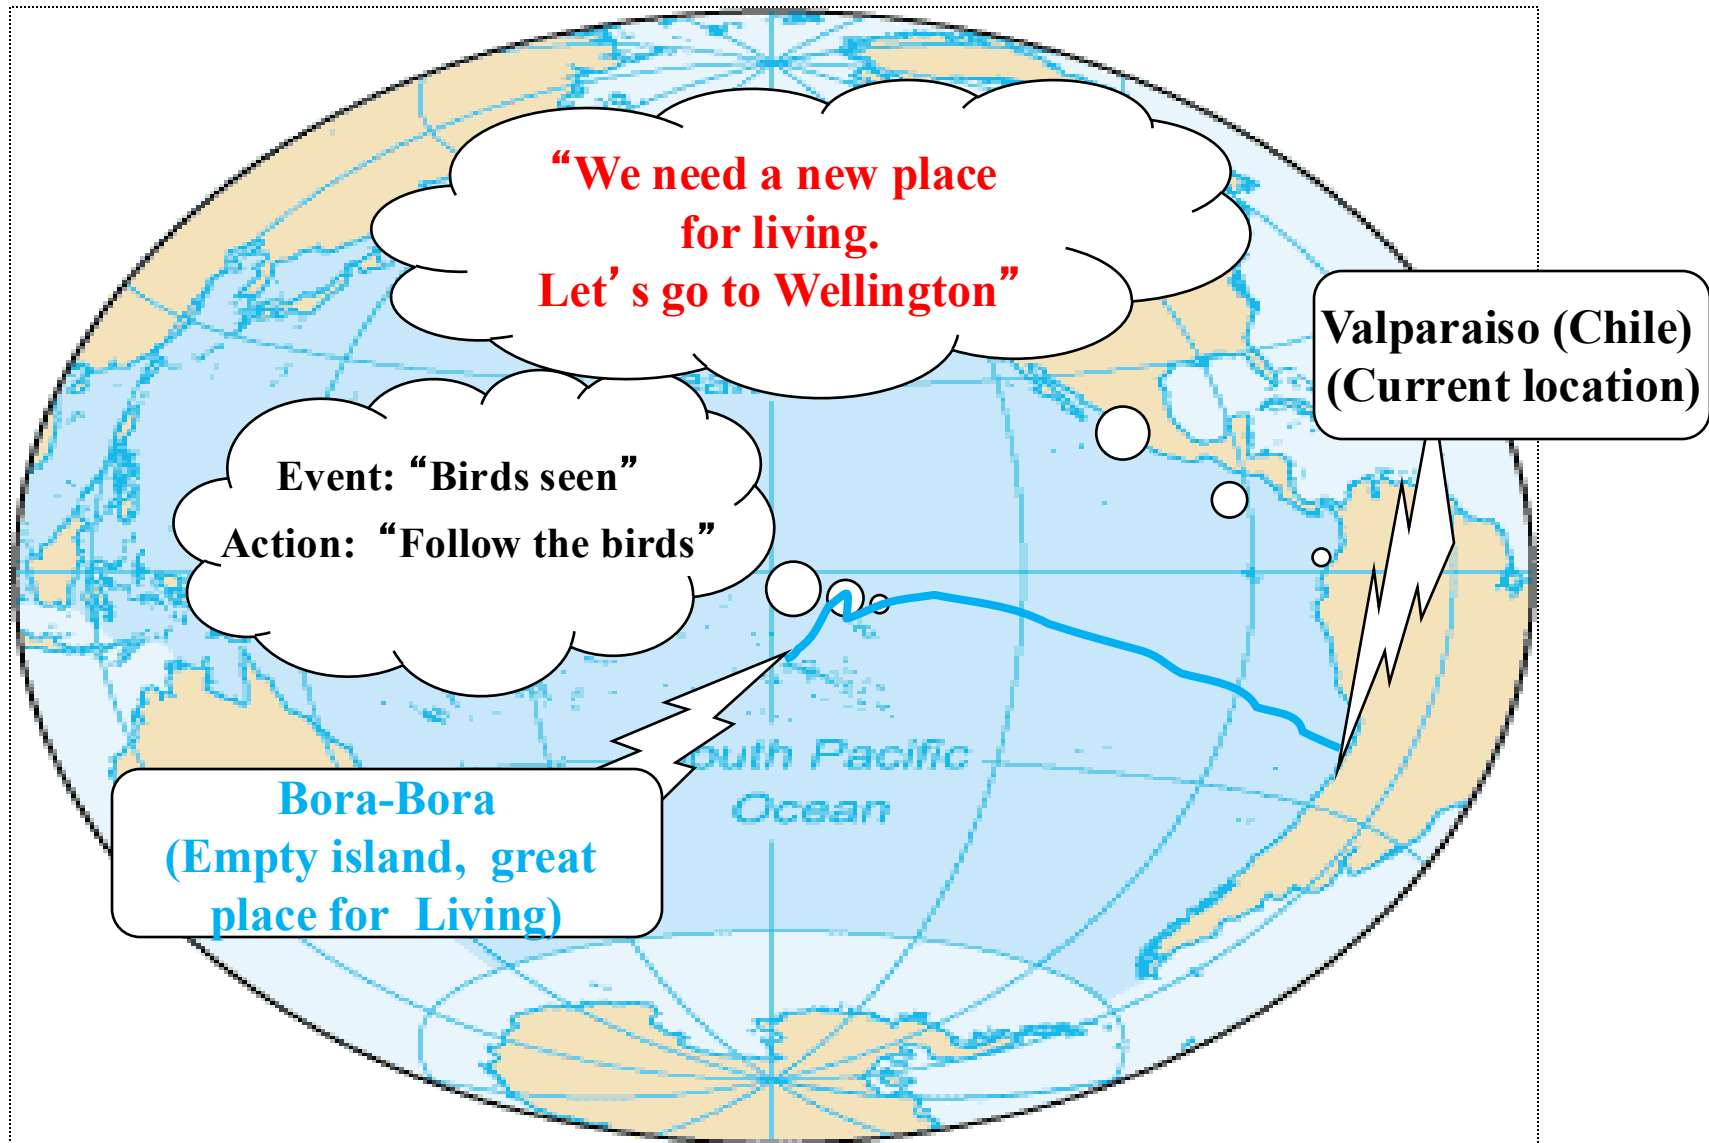 “We need a new place
for living.
Let’ s go to Wellington”
Valparaiso (Chile)
(Current location)
Event: “Birds seen”
Action: “Follow the birds”
outh Pacific
Ocean
Bora-Bora
(Empty island, great
place for Living)